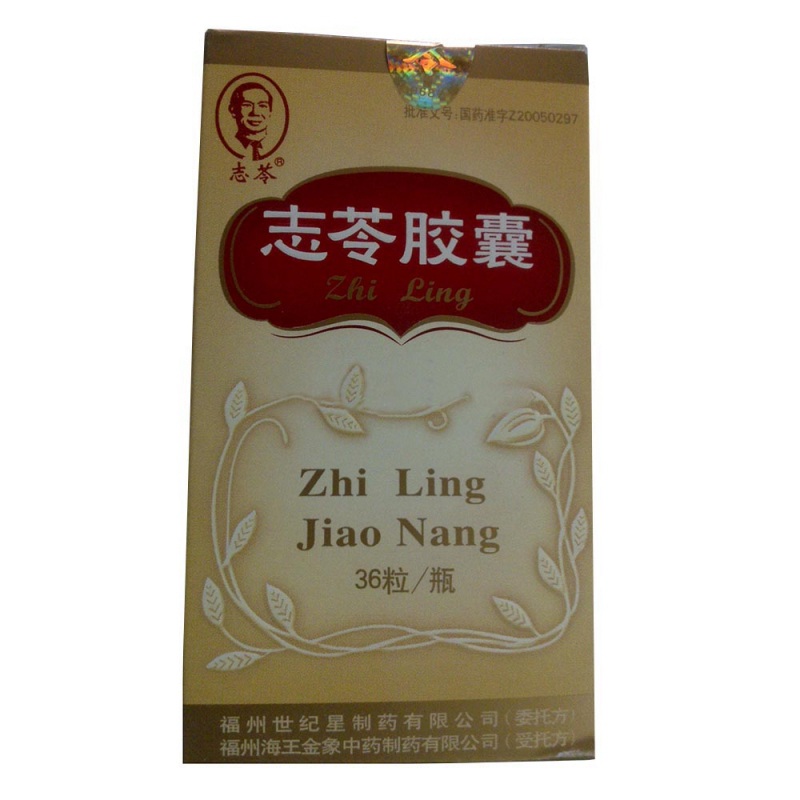 批准文号:国药准字Z20050297
志苓®
志苓胶囊
Zhi Ling
Zhi Ling
Jiao Nang
36粒/瓶
福州世纪星制药有限公司(委托方)
福州海王金象中药制药有限公司(受托方)